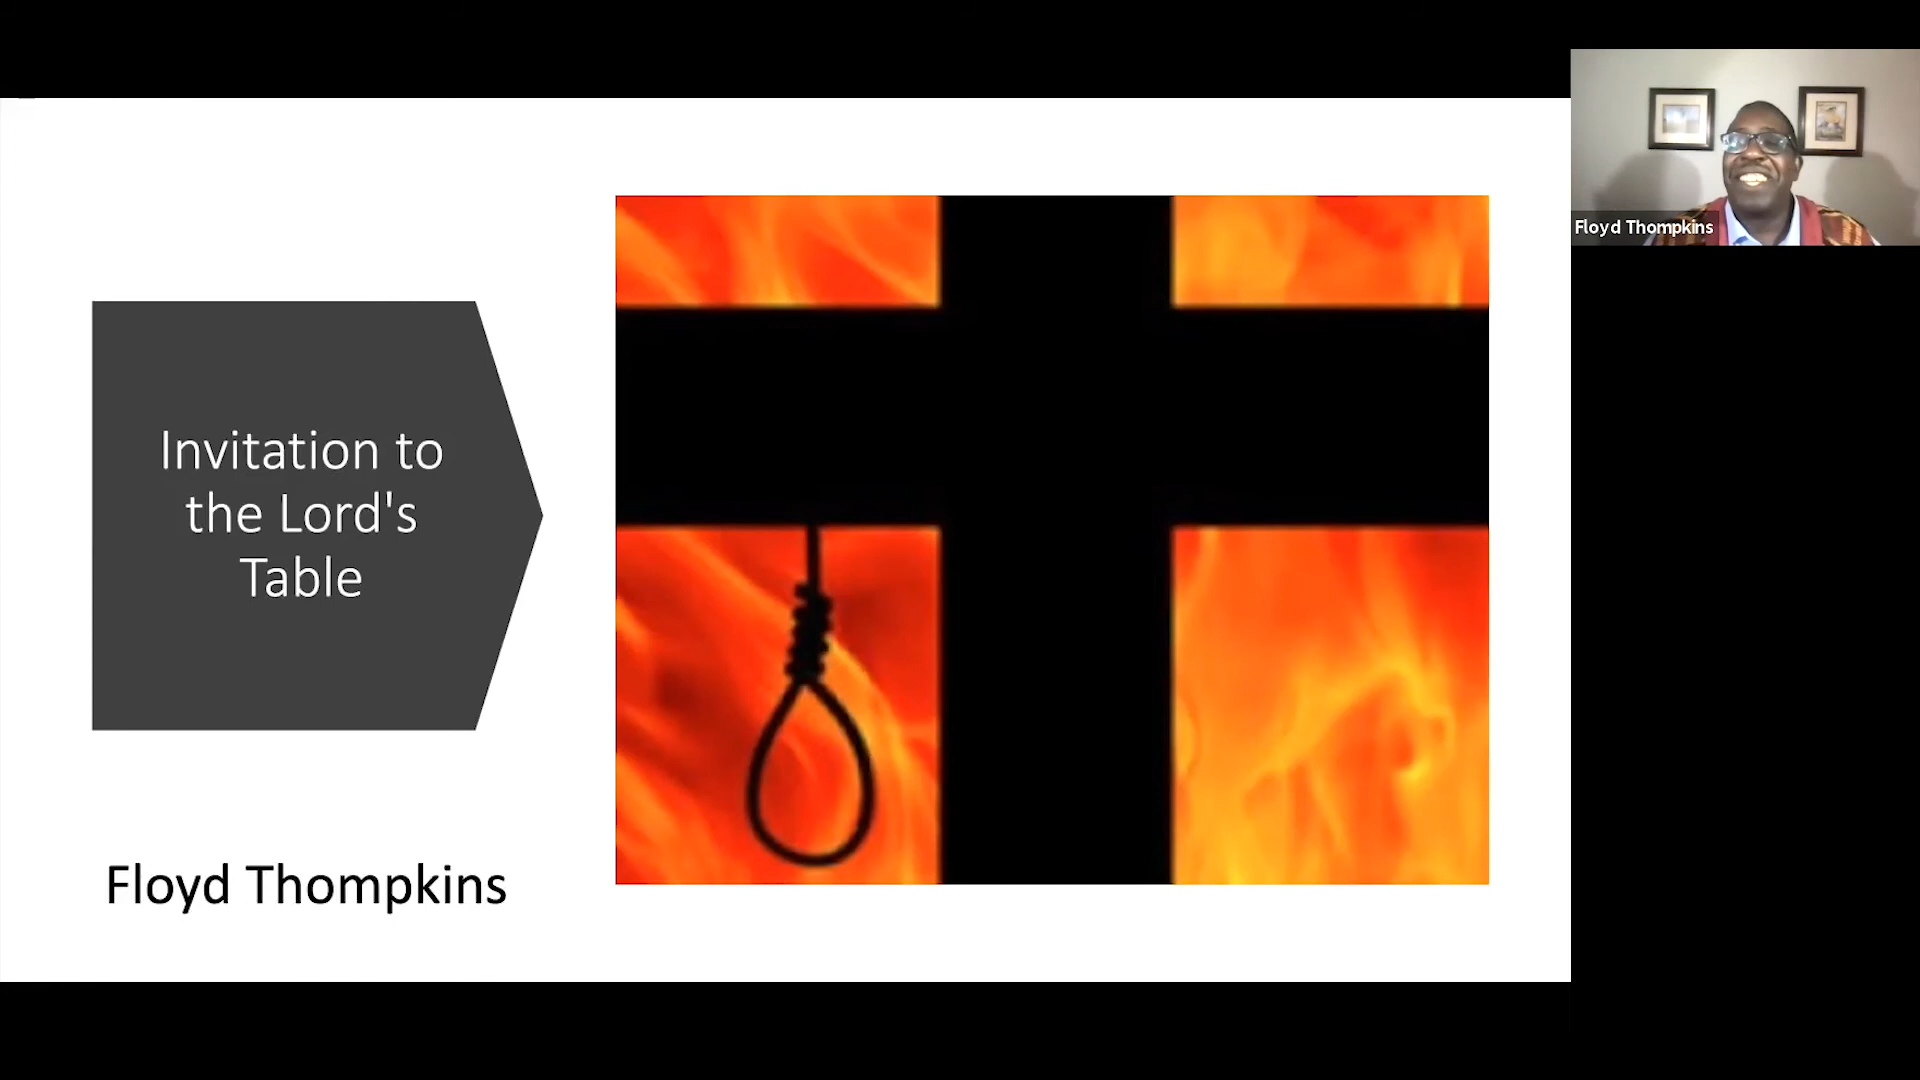 Invitation to
the Lord's
Table
Floyd Thompkins
Floyd Thompkins